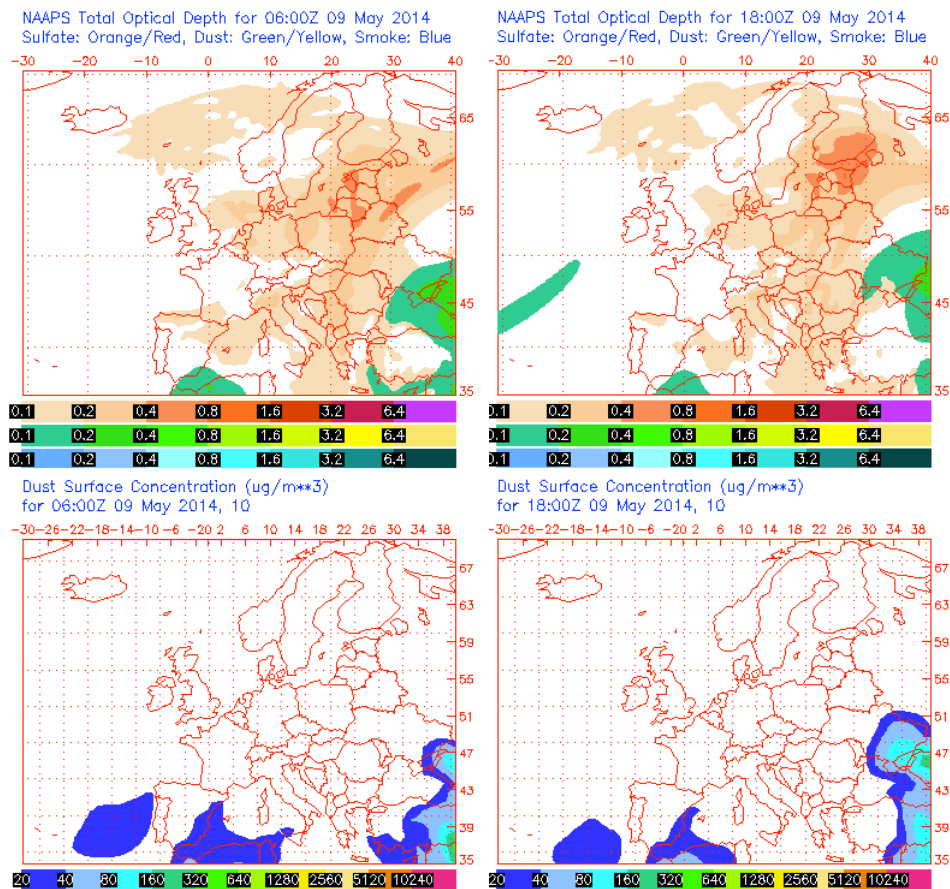 NAAPS Total Optical Depth for 06:00Z 09 May 2014
Sulfate: Orange/Red, Dust: Green/Yellow, Smoke: Blue
-30 -20 -10 0 10 20 30 40
65
55
45
35
0.1 0.2 0.4 0.8 1.6 3.2 6.4
0.1 0.2 0.4 0.8 1.6 3.2 6.4
0.1 0.2 0.4 0.8 1.6 3.2 6.4
NAAPS Total Optical Depth for 18:00Z 09 May 2014
Sulfate: Orange/Red, Dust: Green/Yellow, Smoke: Blue
-30 -20 -10 0 10 20 30 40
65
55
45
35
0.1 0.2 0.4 0.8 1.6 3.2 6.4
0.1 0.2 0.4 0.8 1.6 3.2 6.4
0.1 0.2 0.4 0.8 1.6 3.2 6.4
Dust Surface Concentration (ug/m**3)
for 06:00Z 09 May 2014, 10
-30-26-22-18-14-10 -6 -2 2 6 10 14 18 22 26 30 34 38
67
63
59
55
51
47
43
39
35
20 40 80 160 320 640 1280 2560 5120 10240
Dust Surface Concentration (ug/m**3)
for 18:00Z 09 May 2014, 10
-30-26-22-18-14-10 -6 -2 2 6 10 14 18 22 26 30 34 38
67
63
59
55
51
47
43
39
35
20 40 80 160 320 640 1280 2560 5120 10240